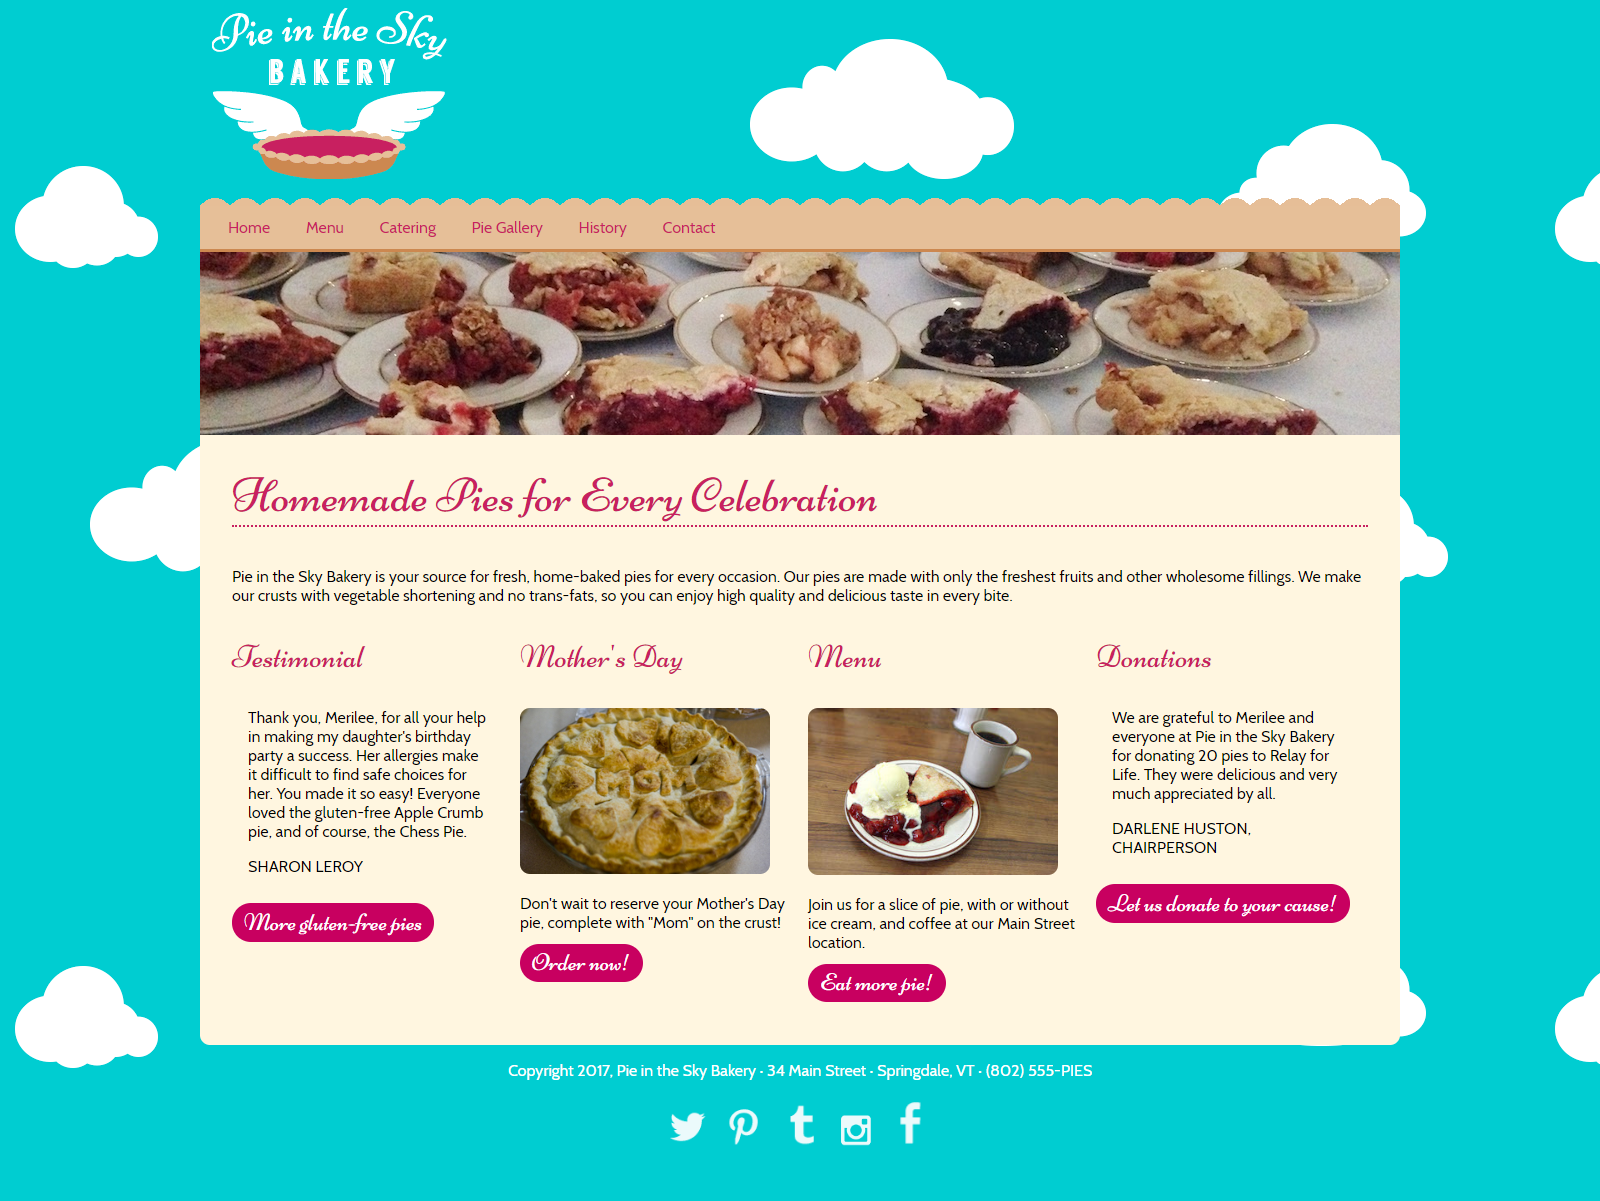 Pie in the Sky
BAKERY
Home Menu Catering Pie Gallery History Contact
Homemade Pies for Every Celebration
Pie in the Sky Bakery is your source for fresh, home-baked pies for every occasion. Our pies are made with only the freshest fruits and other wholesome fillings. We make
our crusts with vegetable shortening and no trans-fats, so you can enjoy high quality and delicious taste in every bite.
Testimonial
Thank you, Merilee, for all your help
in making my daughter's birthday
party a success. Her allergies make
it difficult to find safe choices for
her. You made it so easy! Everyone
loved the gluten-free Apple Crumb
pie, and of course, the Chess Pie.
SHARON LEROY
More gluten-free pies
Mother's Day
MOM
Don't wait to reserve your Mother's Day
pie, complete with "Mom" on the crust!
Order now!
Menu
Join us for a slice of pie, with or without
ice cream, and coffee at our Main Street
location.
Eat more pie!
Donations
We are grateful to Merilee and
everyone at Pie in the Sky Bakery
for donating 20 pies to Relay for
Life. They were delicious and very
much appreciated by all.
DARLENE HUSTON,
CHAIRPERSON
Let us donate to your cause!
Copyright 2017, Pie in the Sky Bakery · 34 Main Street · Springdale, VT · (802) 555-PIES